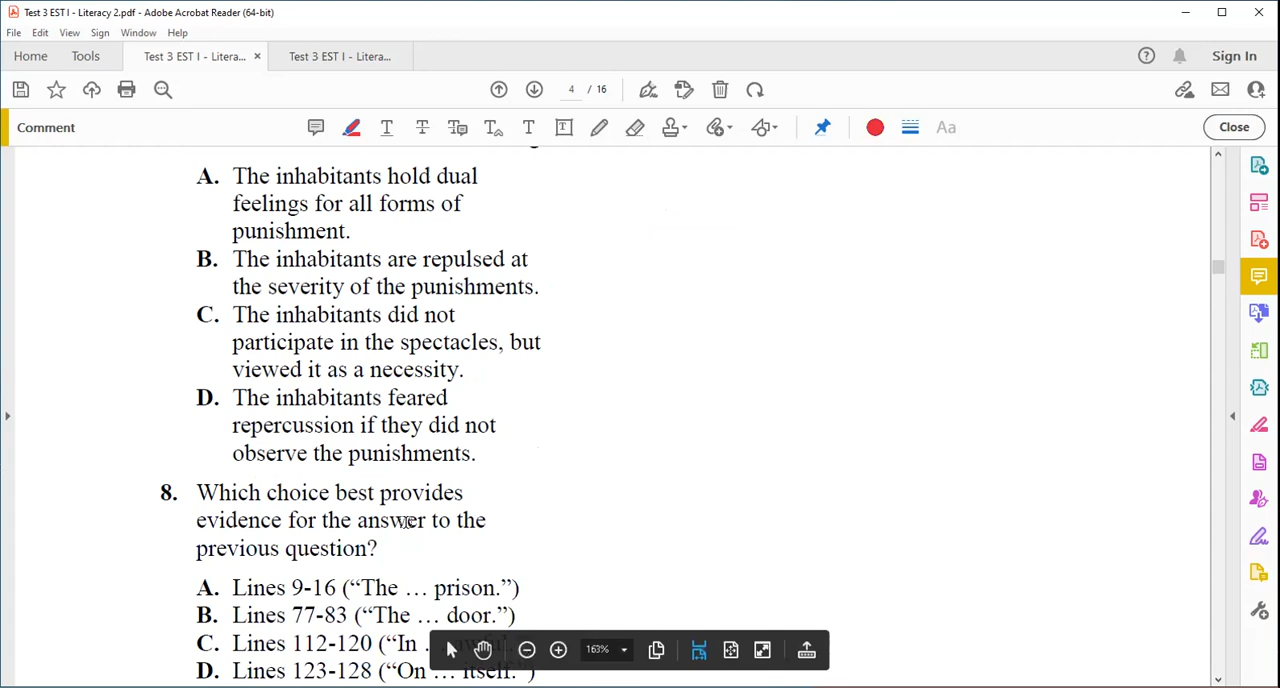 Test 3 EST I - Literacy 2.pdf - Adobe Acrobat Reader (64-bit)
File Edit View Sign Window Help
Home Tools Test 3 EST I - Litera... × Test 3 EST I - Litera... Sign In
4 / 16
Comment Aa Close
A. The inhabitants hold dual
feelings for all forms of
punishment.
B. The inhabitants are repulsed at
the severity of the punishments.
C. The inhabitants did not
participate in the spectacles, but
viewed it as a necessity.
D. The inhabitants feared
repercussion if they did not
observe the punishments.
8. Which choice best provides
evidence for the answer to the
previous question?
A. Lines 9-16 (“The … prison.”)
B. Lines 77-83 (“The … door.”)
C. Lines 112-120 (“In
D. Lines 123-128 (“On … itself.”)
163%